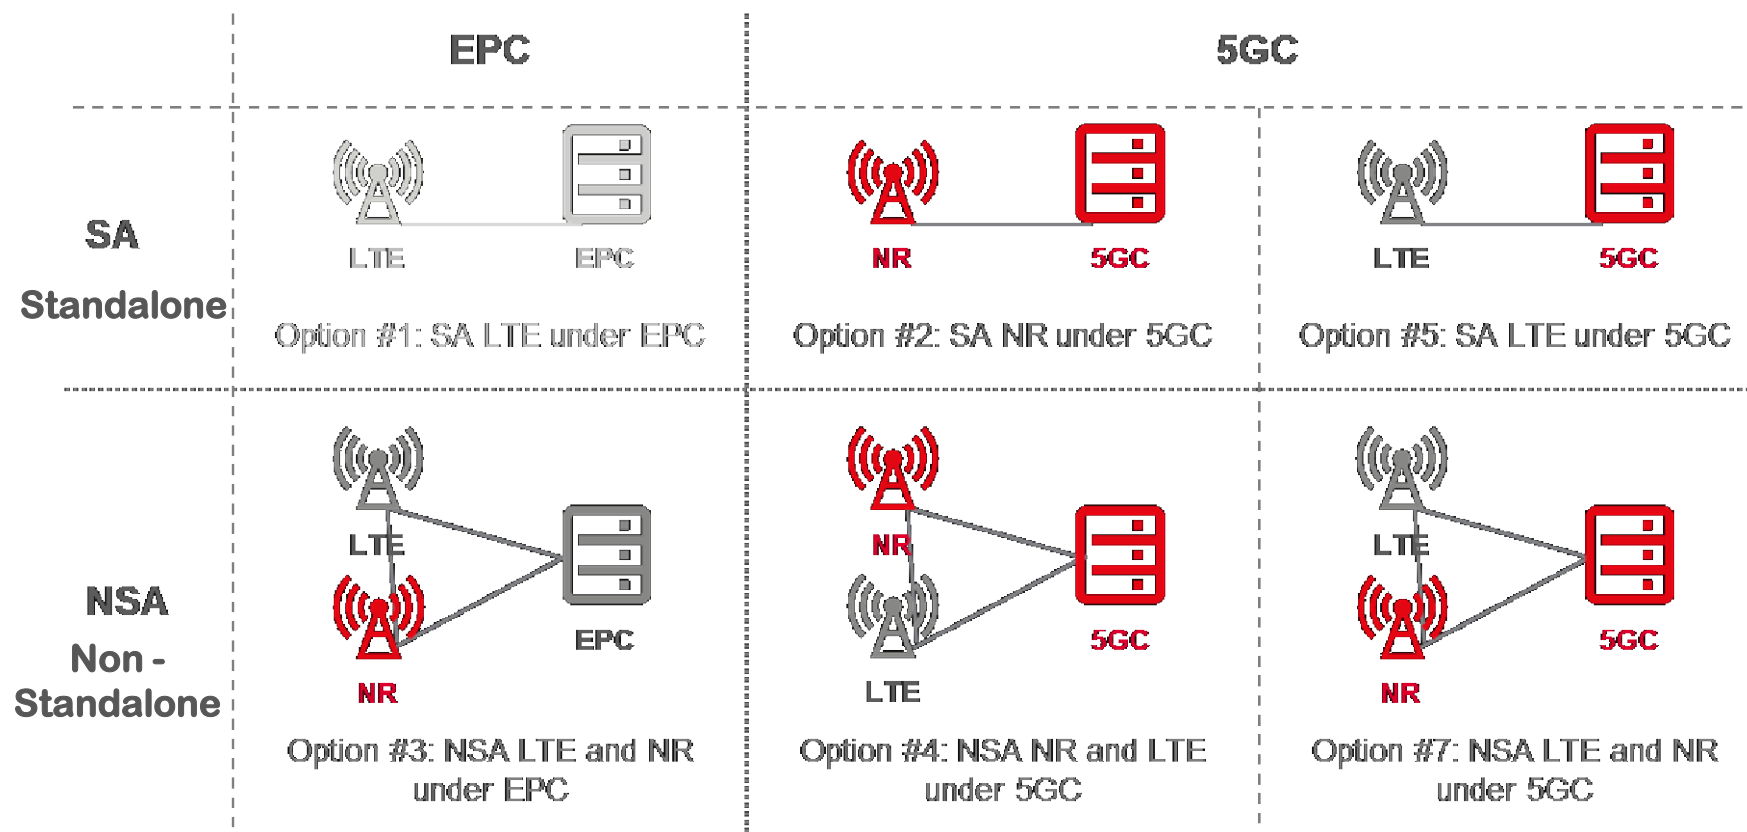 EPC
5GC
SA
Standalone
LTE
EPC
Option #1: SA LTE under EPC
NR
5GC
Option #2: SA NR under 5GC
LTE
5GC
Option #5: SA LTE under 5GC
NSA
Non -
Standalone
LTE
NR
EPC
Option #3: NSA LTE and NR
under EPC
NR
LTE
5GC
Option #4: NSA NR and LTE
under 5GC
LTE
NR
5GC
Option #7: NSA LTE and NR
under 5GC